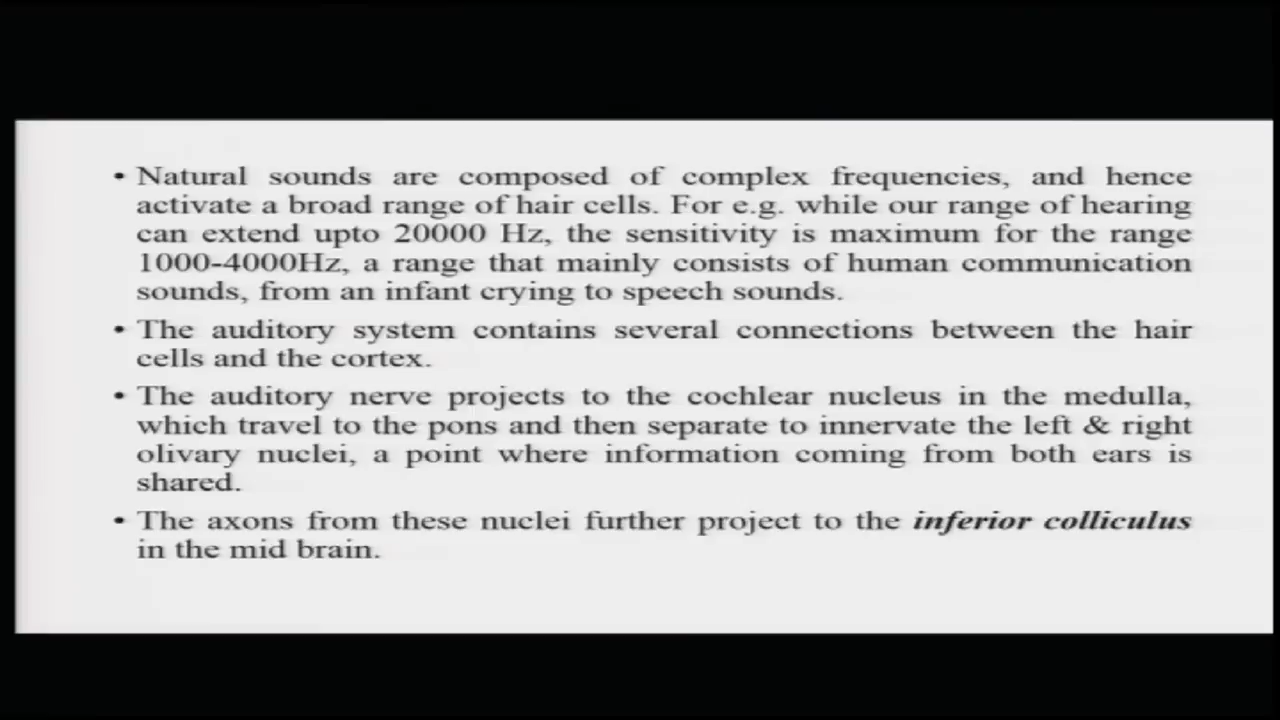 • Natural sounds are composed of complex frequencies, and hence
activate a broad range of hair cells. For e.g. while our range of hearing
can extend upto 20000 Hz, the sensitivity is maximum for the range
1000-4000Hz, a range that mainly consists of human communication
sounds, from an infant crying to speech sounds.
• The auditory system contains several connections between the hair
cells and the cortex.
• The auditory nerve projects to the cochlear nucleus in the medulla,
which travel to the pons and then separate to innervate the left & right
olivary nuclei, a point where information coming from both ears is
shared.
• The axons from these nuclei further project to the inferior colliculus
in the mid brain.